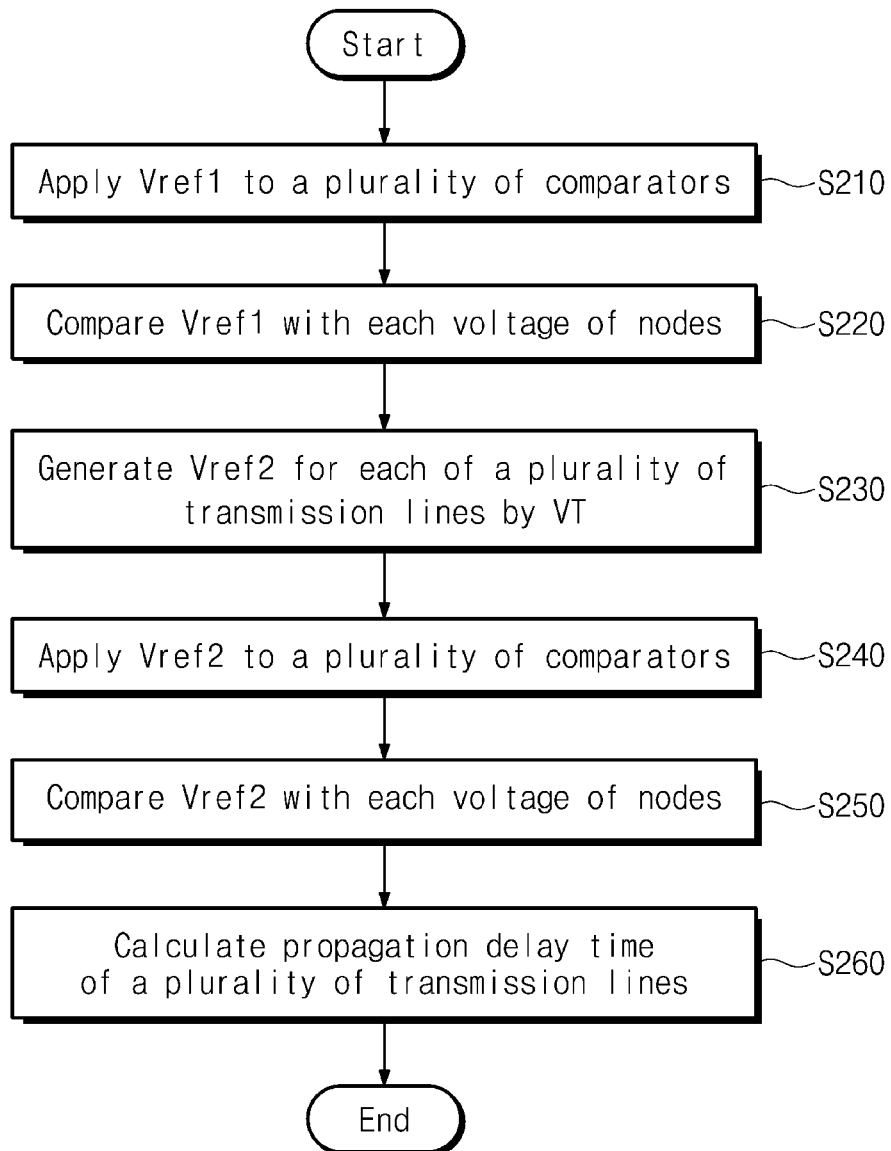 Start
Apply Vref1 to a plurality of comparators
S210
Compare Vref1 with each voltage of nodes
S220
Generate Vref2 for each of a plurality of
transmission lines by VT
S230
Apply Vref2 to a plurality of comparators
S240
Compare Vref2 with each voltage of nodes
S250
Calculate propagation delay time
of a plurality of transmission lines
S260
End